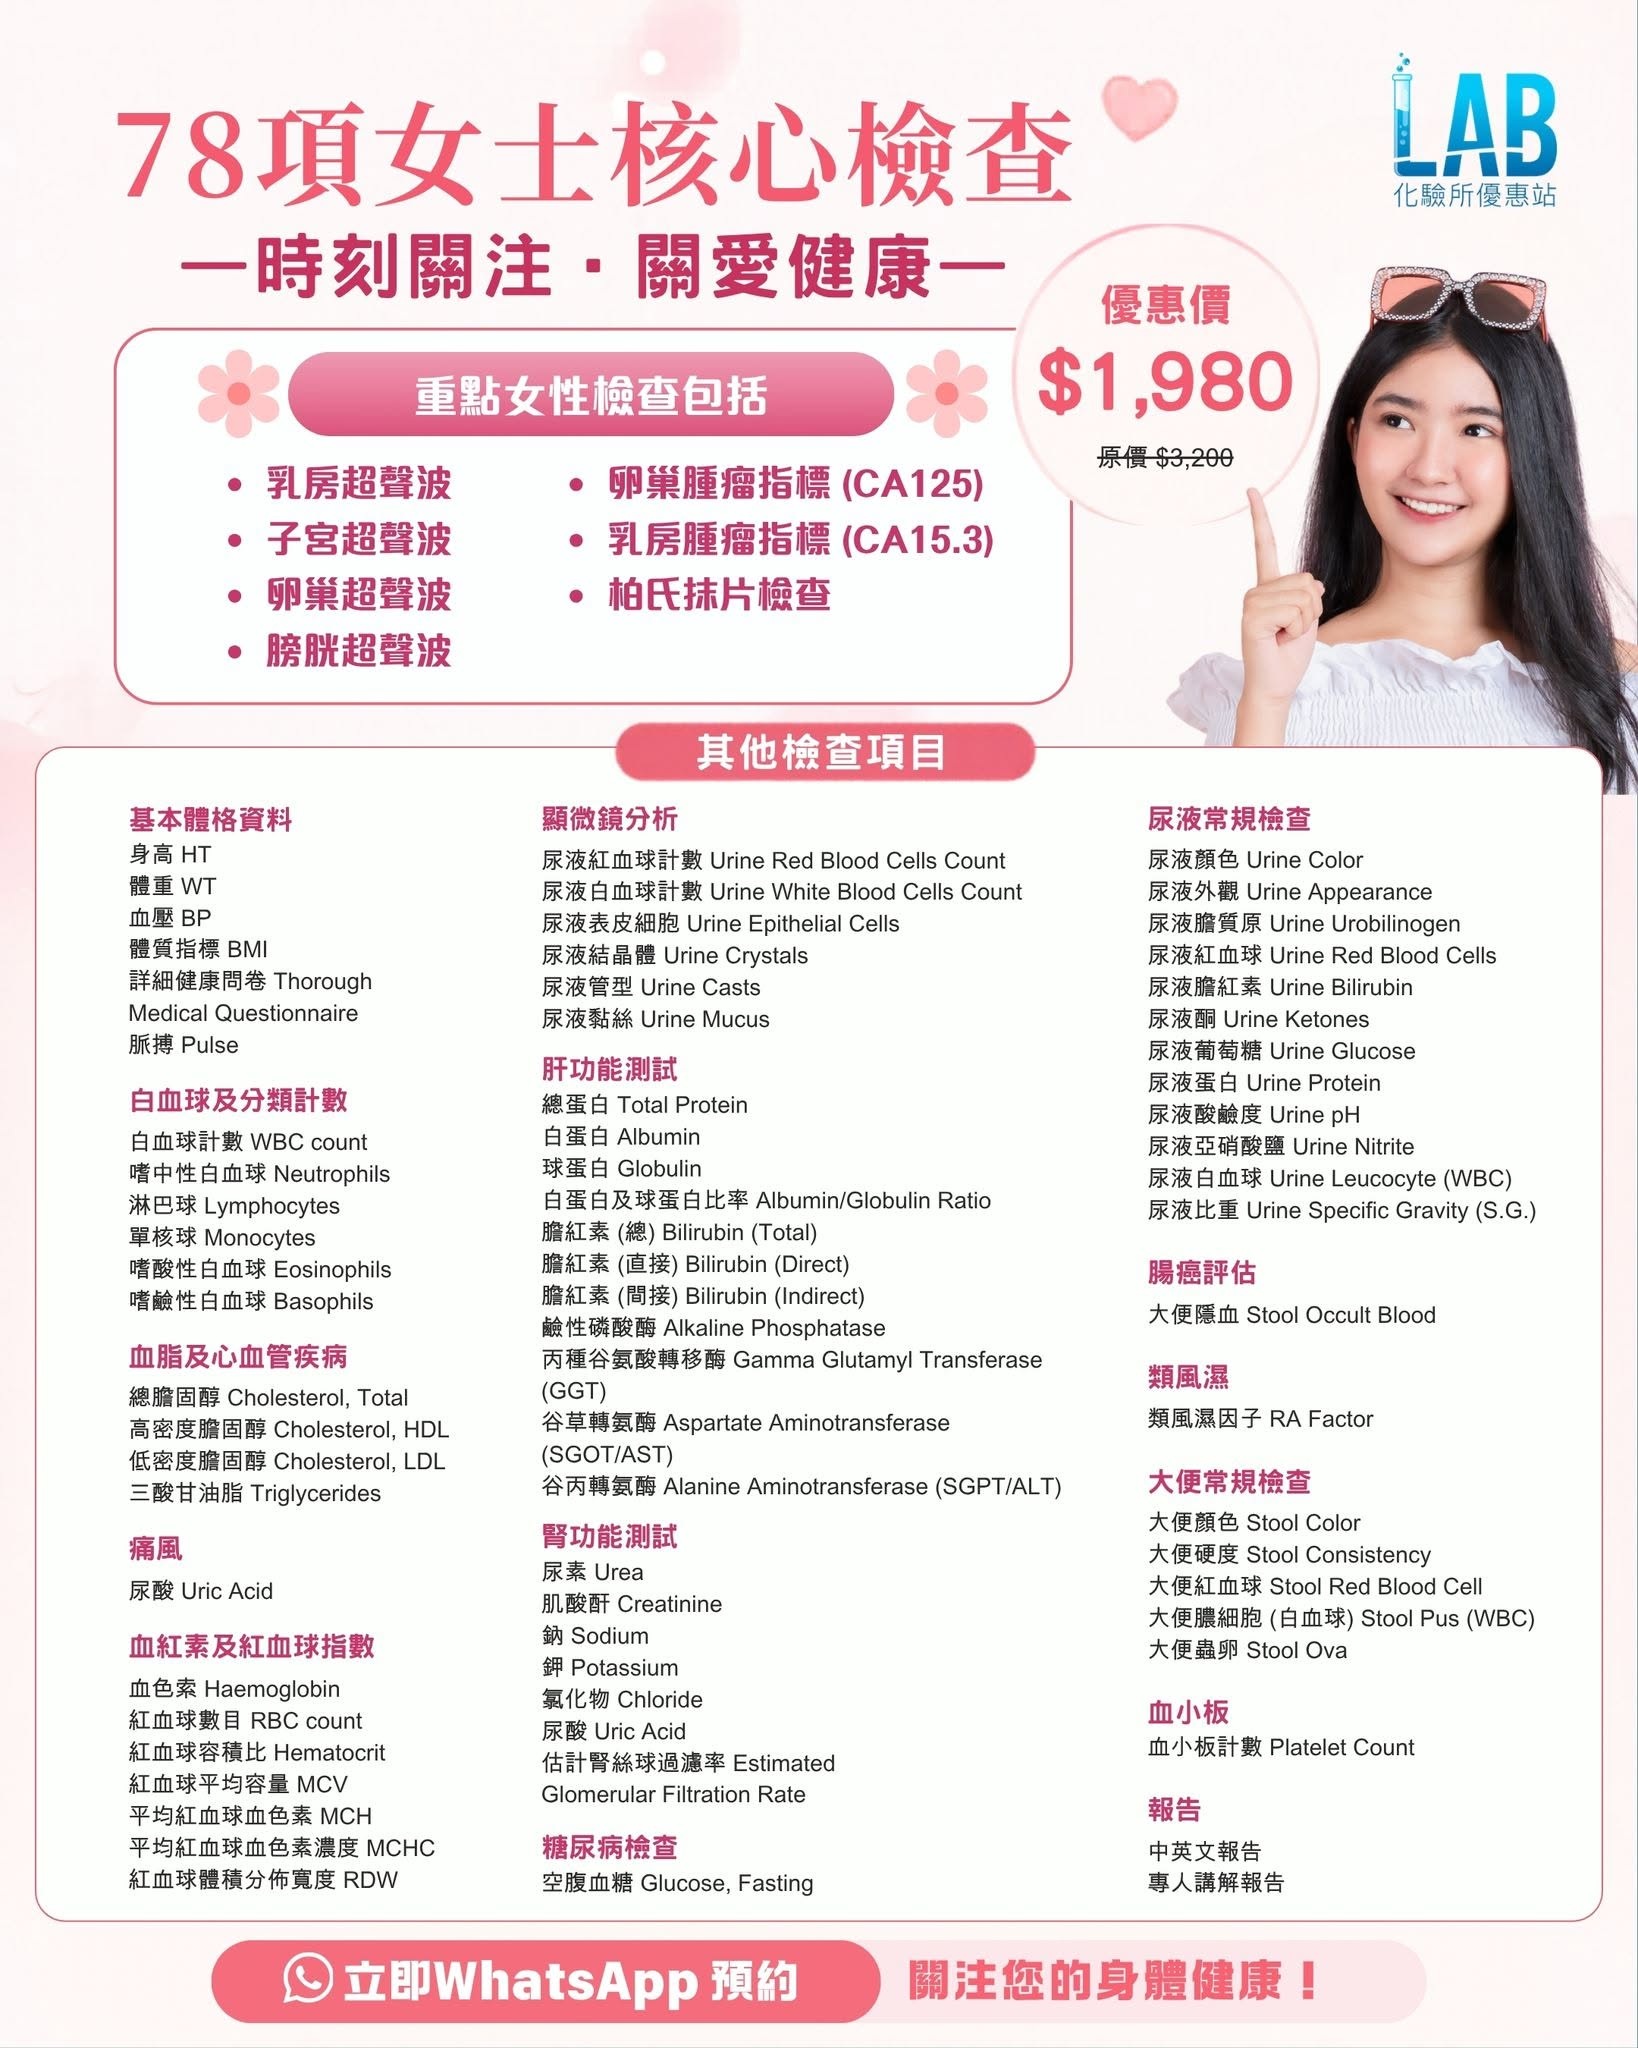 78項女士核心檢查
LAB
化驗所優惠站
—時刻關注·關愛健康—
優惠價
$1,980
原價 $3,200
重點女性檢查包括
• 乳房超聲波
• 子宮超聲波
• 卵巢超聲波
• 膀胱超聲波
• 卵巢腫瘤指標 (CA125)
• 乳房腫瘤指標 (CA15.3)
• 柏氏抹片檢查
其他檢查項目
基本體格資料
身高 HT
體重 WT
血壓 BP
體質指標 BMI
詳細健康問卷 Thorough
Medical Questionnaire
脈搏 Pulse
白血球及分類計數
白血球計數 WBC count
嗜中性白血球 Neutrophils
淋巴球 Lymphocytes
單核球 Monocytes
嗜酸性白血球 Eosinophils
嗜鹼性白血球 Basophils
血脂及心血管疾病
總膽固醇 Cholesterol, Total
高密度膽固醇 Cholesterol, HDL
低密度膽固醇 Cholesterol, LDL
三酸甘油脂 Triglycerides
痛風
尿酸 Uric Acid
血紅素及紅血球指數
血色索 Haemoglobin
紅血球數目 RBC count
紅血球容積比 Hematocrit
紅血球平均容量 MCV
平均紅血球血色素 MCH
平均紅血球血色素濃度 MCHC
紅血球體積分佈寬度 RDW
顯微鏡分析
尿液紅血球計數 Urine Red Blood Cells Count
尿液白血球計數 Urine White Blood Cells Count
尿液表皮細胞 Urine Epithelial Cells
尿液結晶體 Urine Crystals
尿液管型 Urine Casts
尿液黏絲 Urine Mucus
肝功能測試
總蛋白 Total Protein
白蛋白 Albumin
球蛋白 Globulin
白蛋白及球蛋白比率 Albumin/Globulin Ratio
膽紅素 (總) Bilirubin (Total)
膽紅素 (直接) Bilirubin (Direct)
膽紅素 (間接) Bilirubin (Indirect)
鹼性磷酸酶 Alkaline Phosphatase
丙種谷氨酸轉移酶 Gamma Glutamyl Transferase
(GGT)
谷草轉氨酶 Aspartate Aminotransferase
(SGOT/AST)
谷丙轉氨酶 Alanine Aminotransferase (SGPT/ALT)
腎功能測試
尿素 Urea
肌酸酐 Creatinine
鈉 Sodium
鉀 Potassium
氯化物 Chloride
尿酸 Uric Acid
估計腎絲球過濾率 Estimated
Glomerular Filtration Rate
糖尿病檢查
空腹血糖 Glucose, Fasting
尿液常規檢查
尿液顏色 Urine Color
尿液外觀 Urine Appearance
尿液膽質原 Urine Urobilinogen
尿液紅血球 Urine Red Blood Cells
尿液膽紅素 Urine Bilirubin
尿液酮 Urine Ketones
尿液葡萄糖 Urine Glucose
尿液蛋白 Urine Protein
尿液酸鹼度 Urine pH
尿液亞硝酸鹽 Urine Nitrite
尿液白血球 Urine Leucocyte (WBC)
尿液比重 Urine Specific Gravity (S.G.)
腸癌評估
大便隱血 Stool Occult Blood
類風濕
類風濕因子 RA Factor
大便常規檢查
大便顏色 Stool Color
大便硬度 Stool Consistency
大便紅血球 Stool Red Blood Cell
大便膿細胞 (白血球) Stool Pus (WBC)
大便蟲卵 Stool Ova
血小板
血小板計數 Platelet Count
報告
中英文報告
專人講解報告
立即WhatsApp 預約
關注您的身體健康！